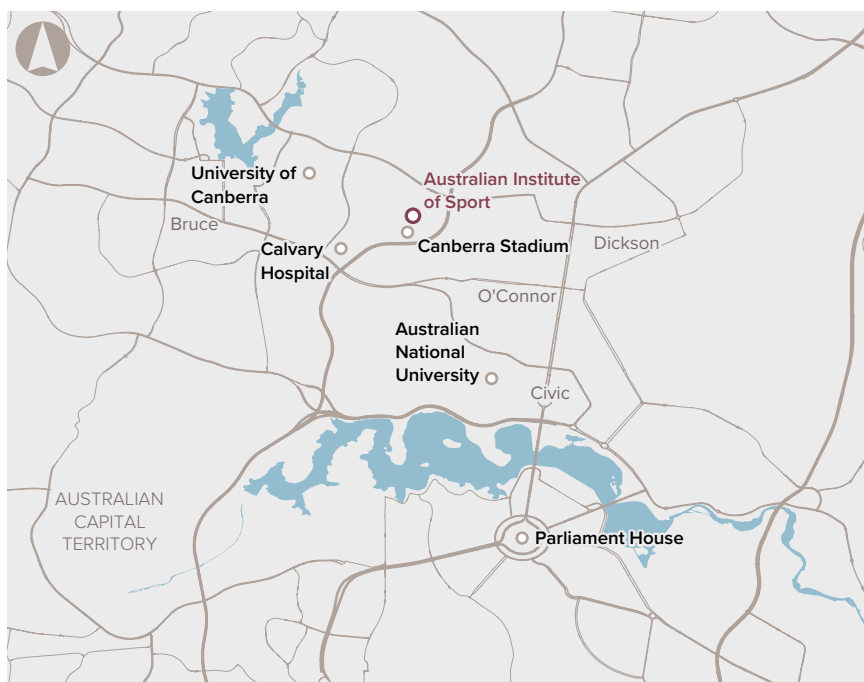 University of
Canberra
Australian Institute
of Sport
Bruce
Calvary
Hospital
Canberra Stadium
Dickson
O'Connor
Australian
National
University
Civic
AUSTRALIAN
CAPITAL
TERRITORY
Parliament House